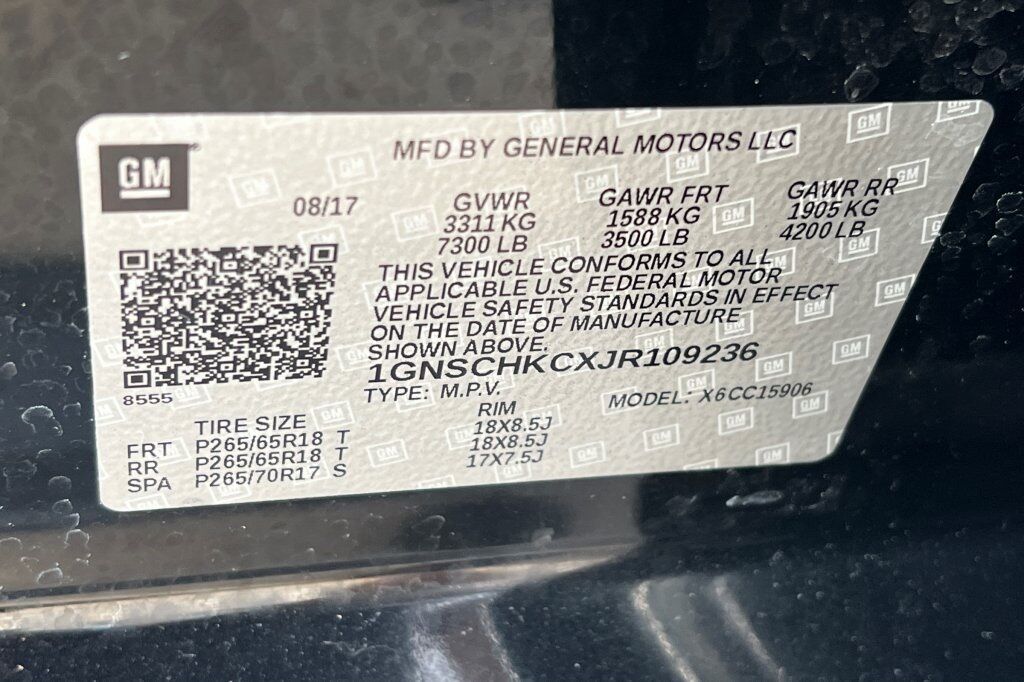 GM
MFD BY GENERAL MOTORS LLC
08/17
GVWR GAWR FRT GAWR RR
3311 KG 1588 KG 1905 KG
7300 LB 3500 LB 4200 LB
THIS VEHICLE CONFORMS TO ALL
APPLICABLE U.S. FEDERAL MOTOR
VEHICLE SAFETY STANDARDS IN EFFECT
ON THE DATE OF MANUFACTURE
SHOWN ABOVE.
1GNSCHKCXJR109236
8555
TYPE: M.P.V. MODEL: X6CC15906
TIRE SIZE RIM
FRT P265/65R18 T 18X8.5J
RR P265/65R18 T 18X8.5J
SPA P265/70R17 S 17X7.5J